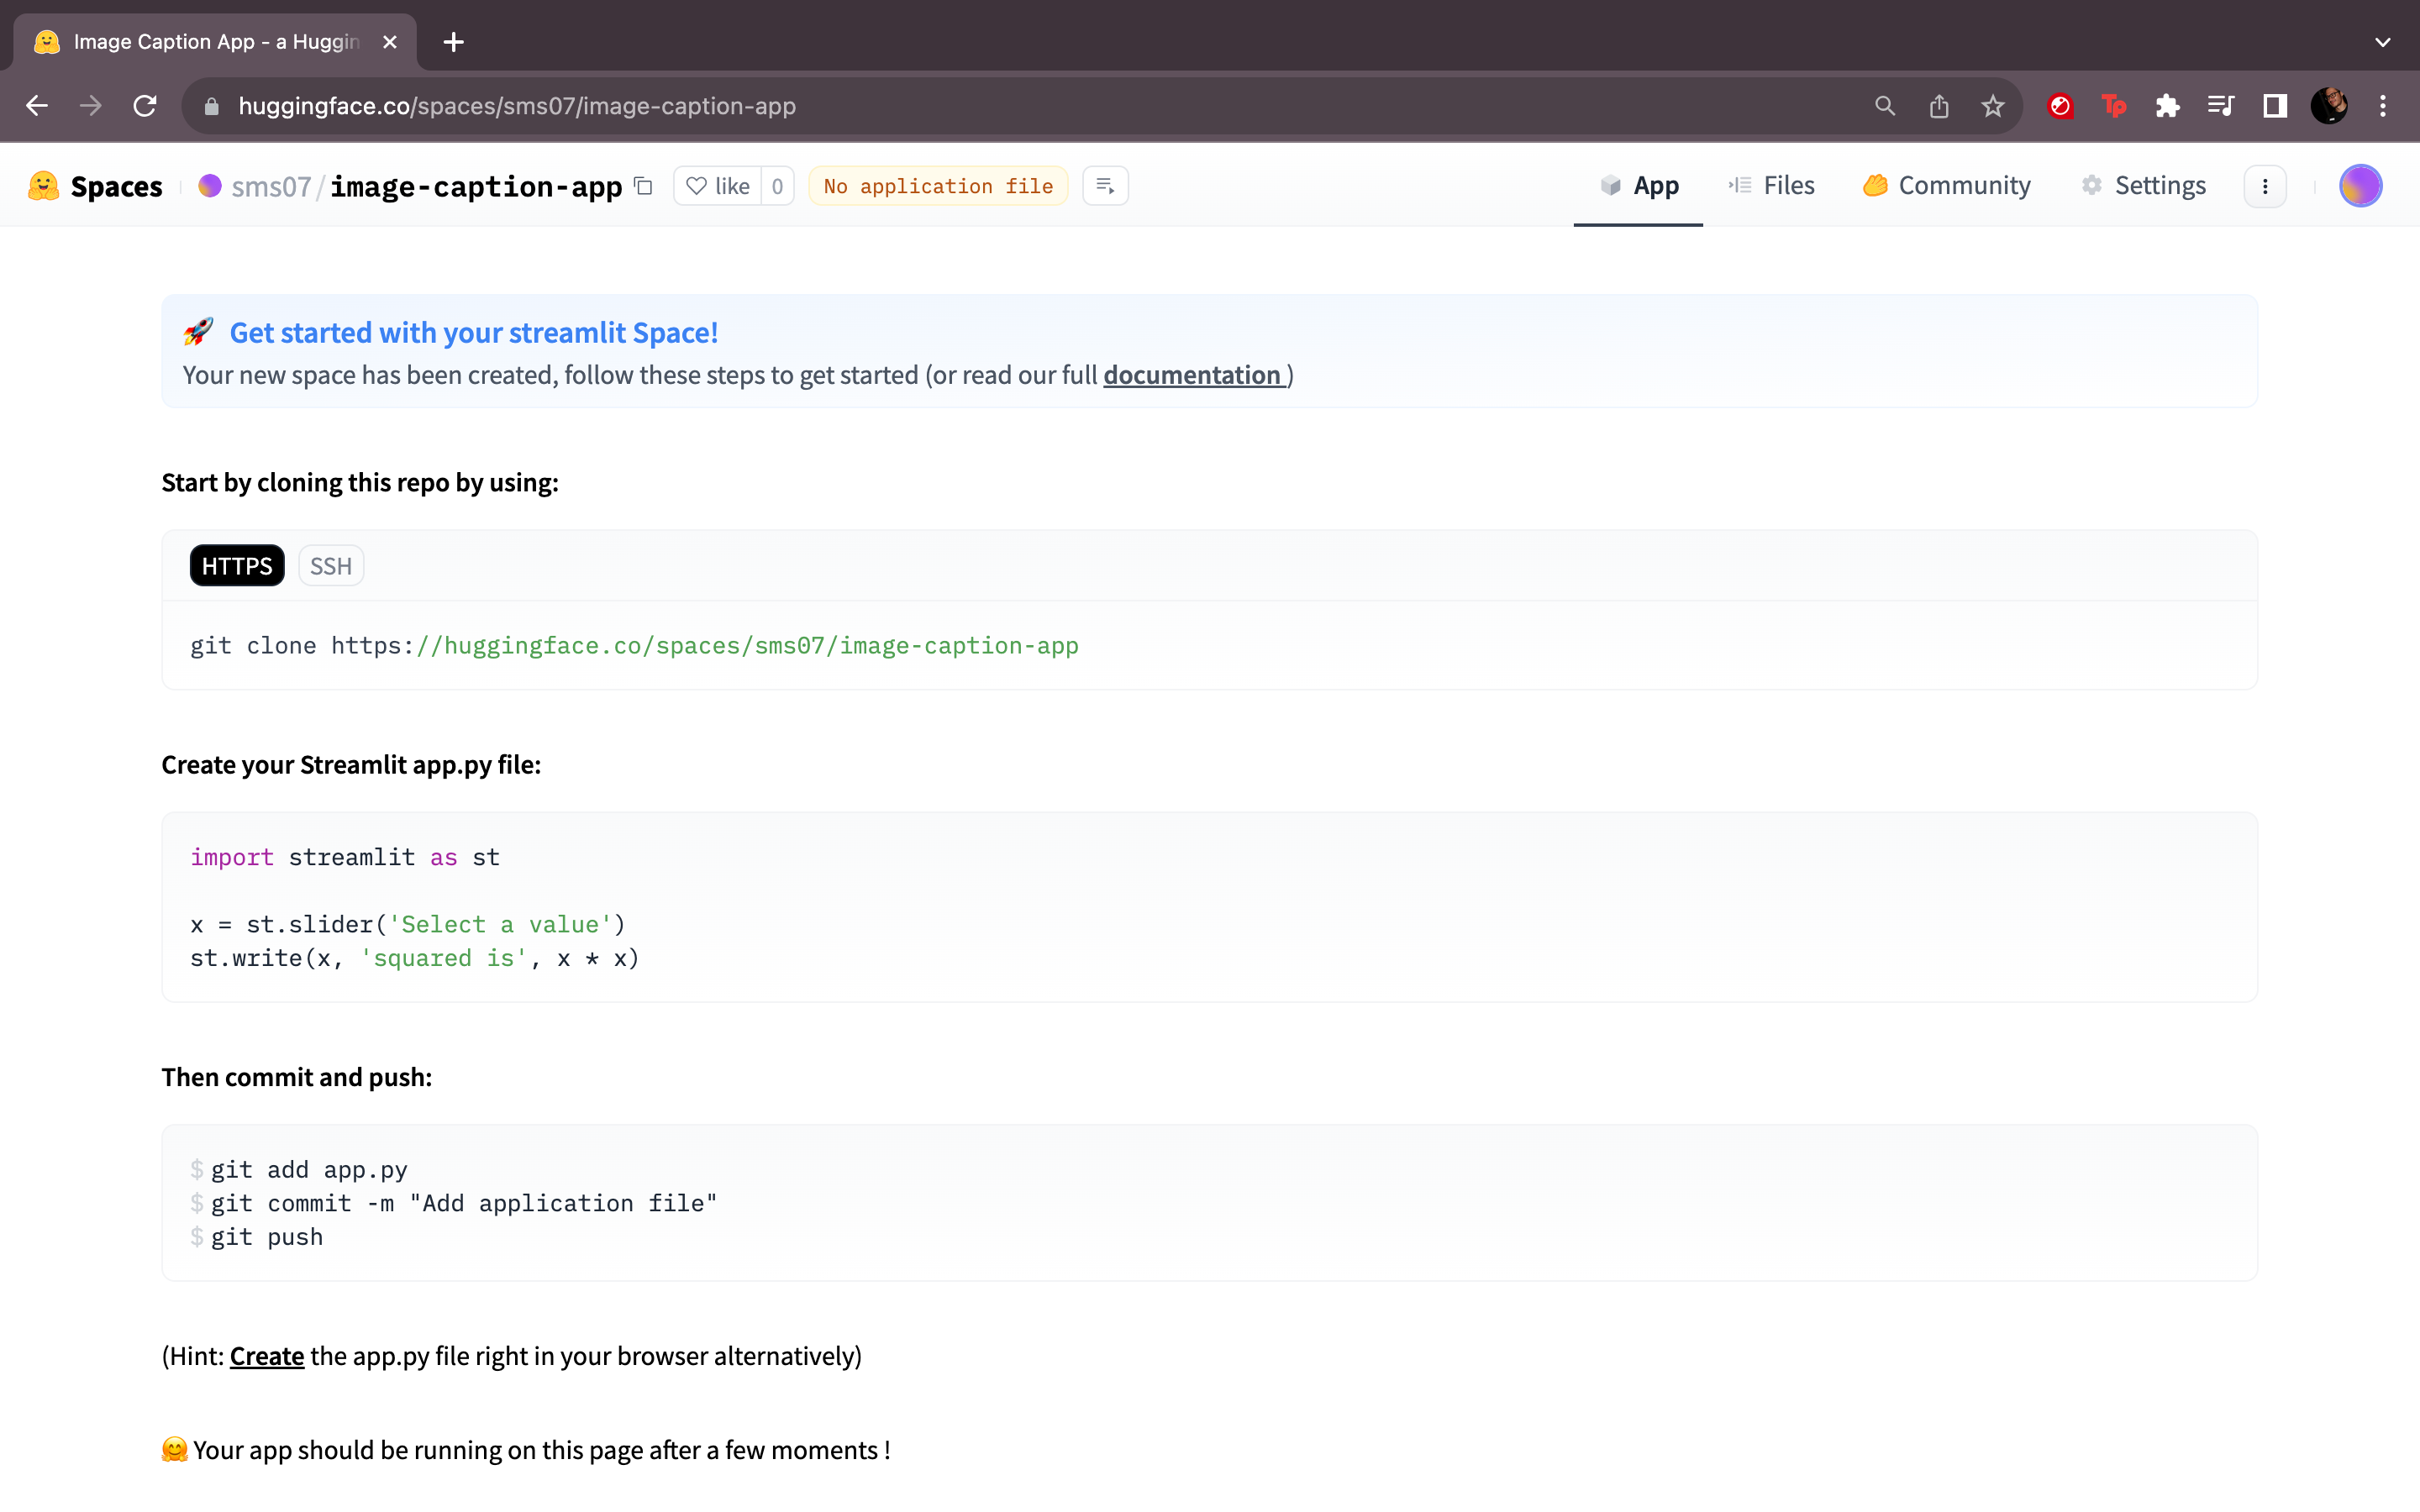 Image Caption App - a Huggin
huggingface.co/spaces/sms07/image-caption-app
Tp
Spaces sms07/image-caption-app like 0 No application file App Files Community Settings
Get started with your streamlit Space!
Your new space has been created, follow these steps to get started (or read our full documentation )
Start by cloning this repo by using:
HTTPS SSH
git clone https://huggingface.co/spaces/sms07/image-caption-app
Create your Streamlit app.py file:
import streamlit as st
x = st.slider('Select a value')
st.write(x, 'squared is', x * x)
Then commit and push:
$ git add app.py
$ git commit -m "Add application file"
$ git push
(Hint: Create the app.py file right in your browser alternatively)
🤗 Your app should be running on this page after a few moments !